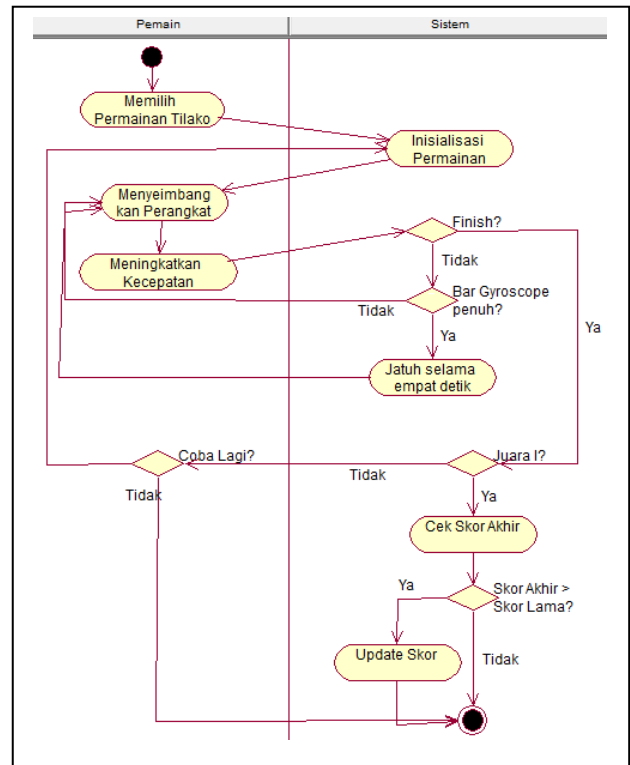 Pemain
Sistem
Memilih
Permainan Tilako
Inisialisasi
Permainan
Menyeimbang
kan Perangkat
Meningkatkan
Kecepatan
Finish?
Tidak
Bar Gyroscope
penuh?
Tidak
Ya
Ya
Jatuh selama
empat detik
Coba Lagi?
Tidak
Juara I?
Tidak
Ya
Cek Skor Akhir
Skor Akhir >
Skor Lama?
Ya
Update Skor
Tidak